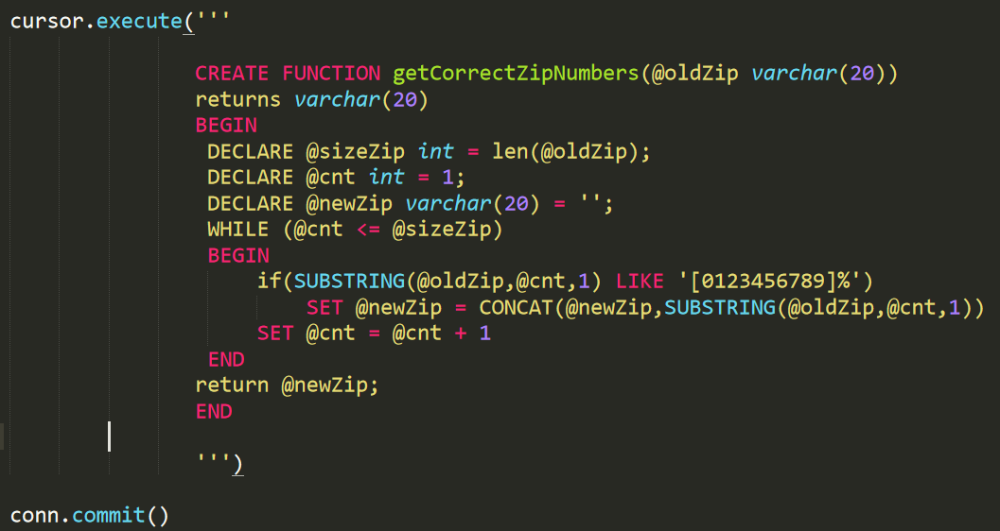 cursor.execute('''
CREATE FUNCTION getCorrectZipNumbers(@oldZip varchar(20))
returns varchar(20)
BEGIN
DECLARE @sizeZip int = len(@oldZip);
DECLARE @cnt int = 1;
DECLARE @newZip varchar(20) = '';
WHILE (@cnt <= @sizeZip)
BEGIN
if(SUBSTRING(@oldZip,@cnt,1) LIKE '[0123456789]%')
SET @newZip = CONCAT(@newZip,SUBSTRING(@oldZip,@cnt,1))
SET @cnt = @cnt + 1
END
return @newZip;
END
''')
conn.commit()